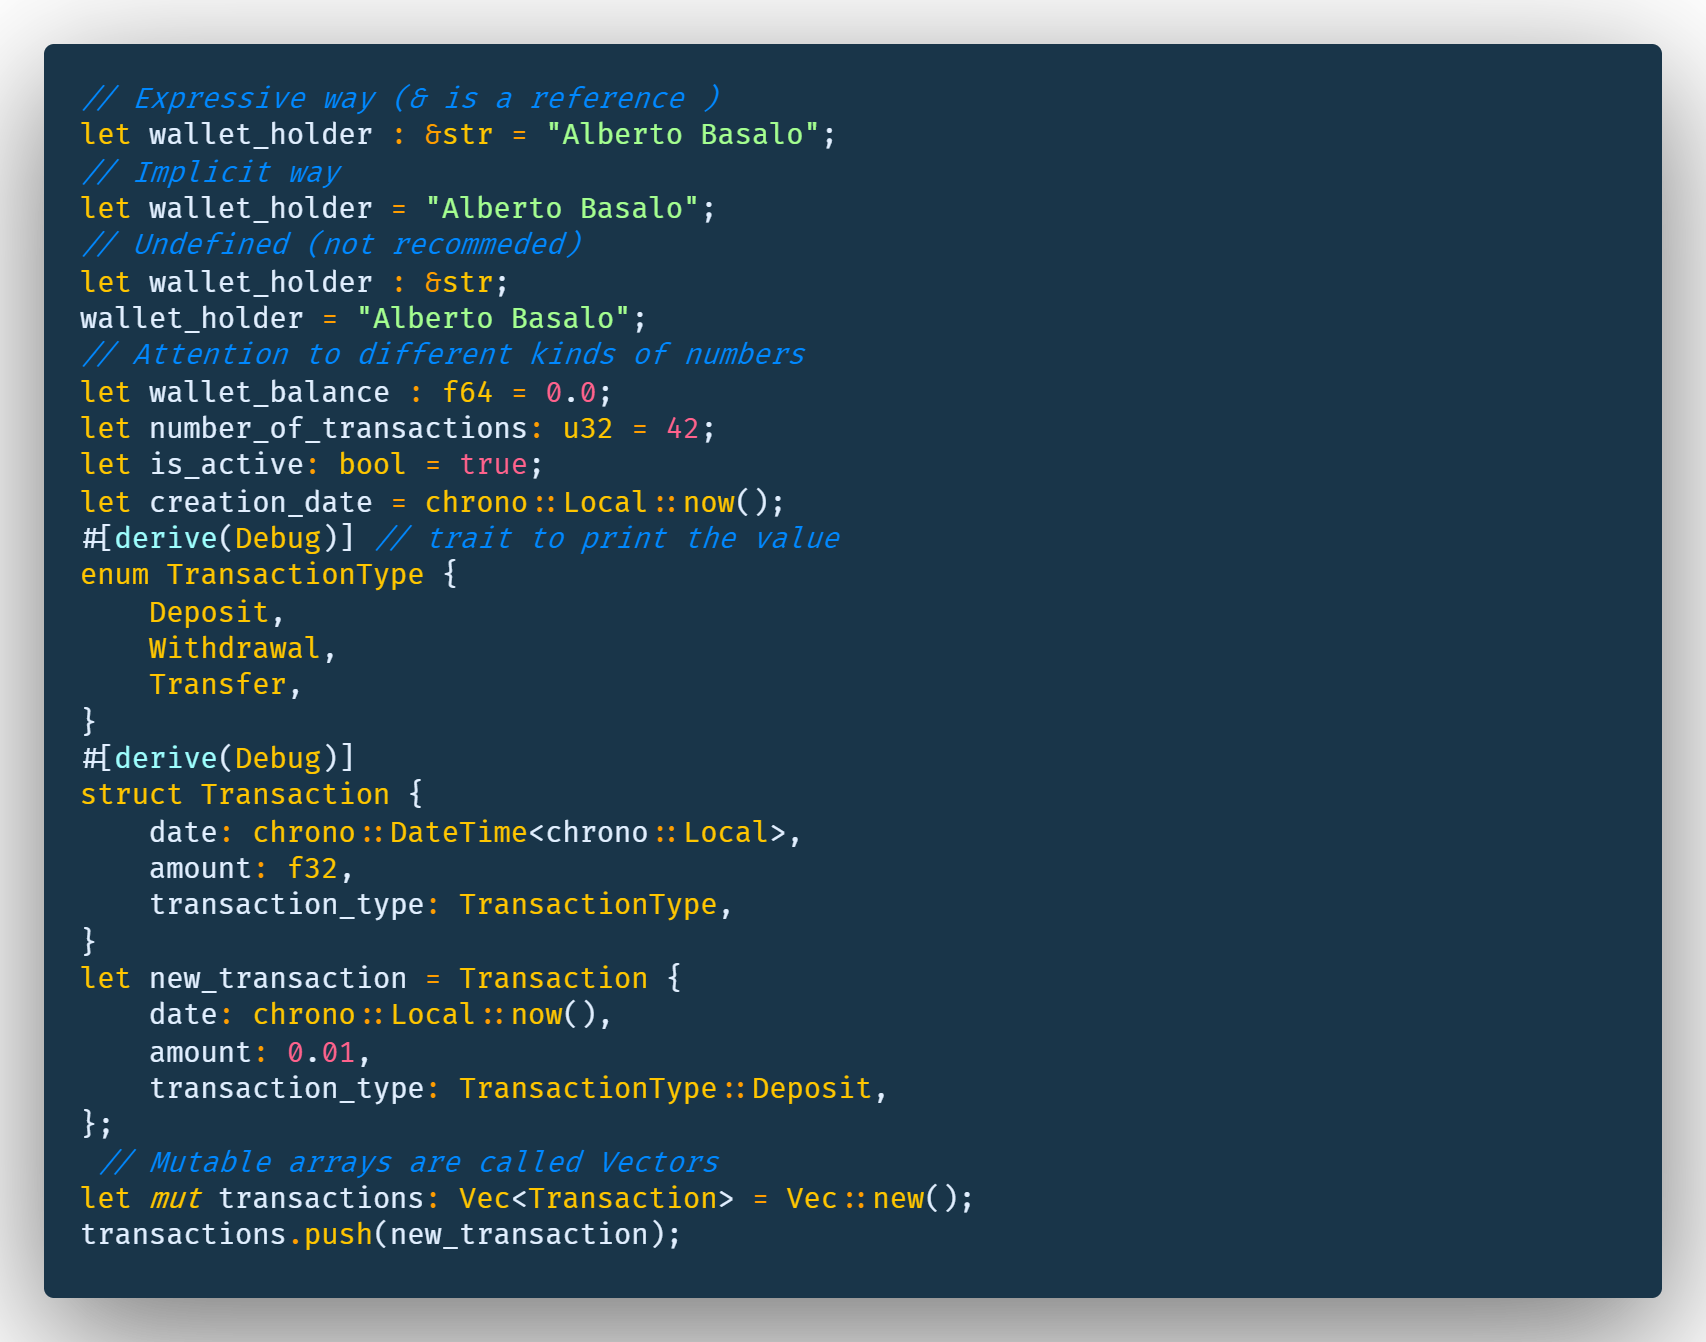 // Expressive way (& is a reference )
let wallet_holder : &str = "Alberto Basalo";
// Implicit way
let wallet_holder = "Alberto Basalo";
// Undefined (not recommeded)
let wallet_holder : &str;
wallet_holder = "Alberto Basalo";
// Attention to different kinds of numbers
let wallet_balance : f64 = 0.0;
let number_of_transactions: u32 = 42;
let is_active: bool = true;
let creation_date = chrono::Local::now();
#[derive(Debug)] // trait to print the value
enum TransactionType {
    Deposit,
    Withdrawal,
    Transfer,
}
#[derive(Debug)]
struct Transaction {
    date: chrono::DateTime<chrono::Local>,
    amount: f32,
    transaction_type: TransactionType,
}
let new_transaction = Transaction {
    date: chrono::Local::now(),
    amount: 0.01,
    transaction_type: TransactionType::Deposit,
};
 // Mutable arrays are called Vectors
let mut transactions: Vec<Transaction> = Vec::new();
transactions.push(new_transaction);